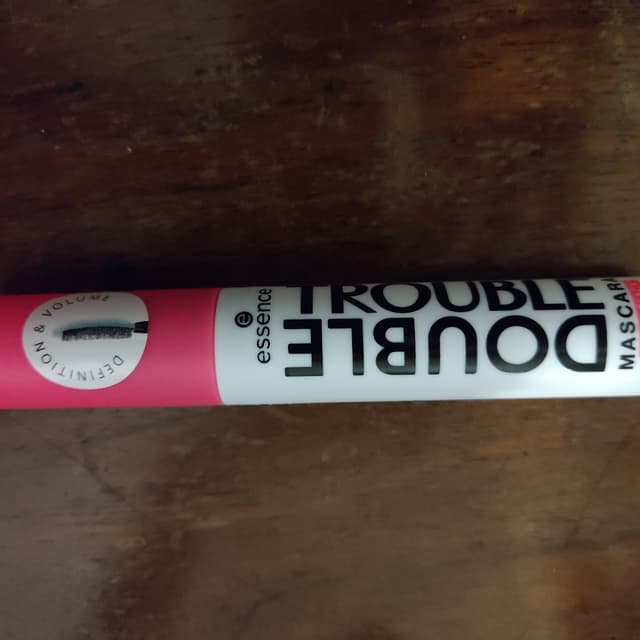 DEFINITION & VOLUME
essence
DOUBLE
TROUBLE
MASCARA